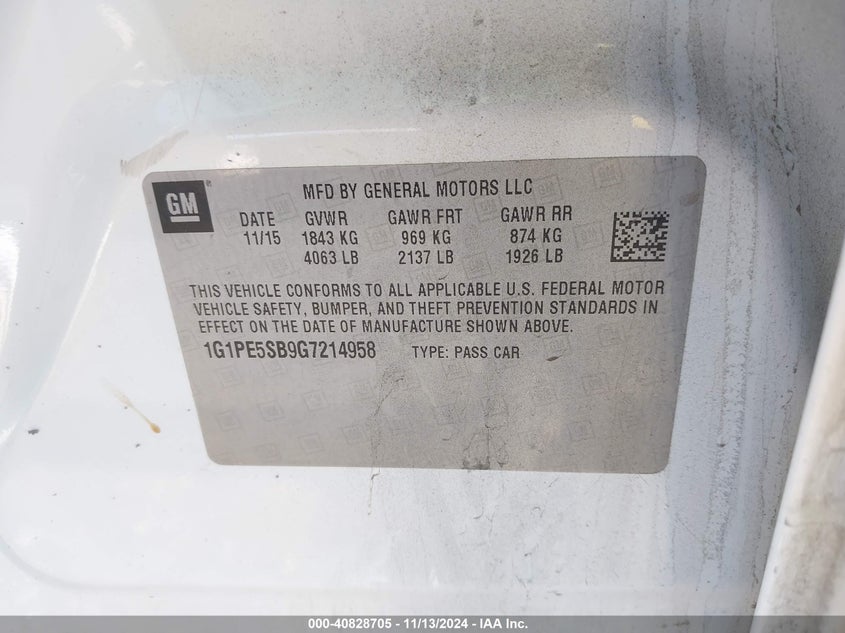 GM
MFD BY GENERAL MOTORS LLC
DATE GVWR GAWR FRT GAWR RR
11/15 1843 KG 969 KG 874 KG
4063 LB 2137 LB 1926 LB
THIS VEHICLE CONFORMS TO ALL APPLICABLE U.S. FEDERAL MOTOR
VEHICLE SAFETY, BUMPER, AND THEFT PREVENTION STANDARDS IN
EFFECT ON THE DATE OF MANUFACTURE SHOWN ABOVE.
1G1PE5SB9G7214958 TYPE: PASS CAR
000-40828705 - 11/13/2024 - IAA Inc.